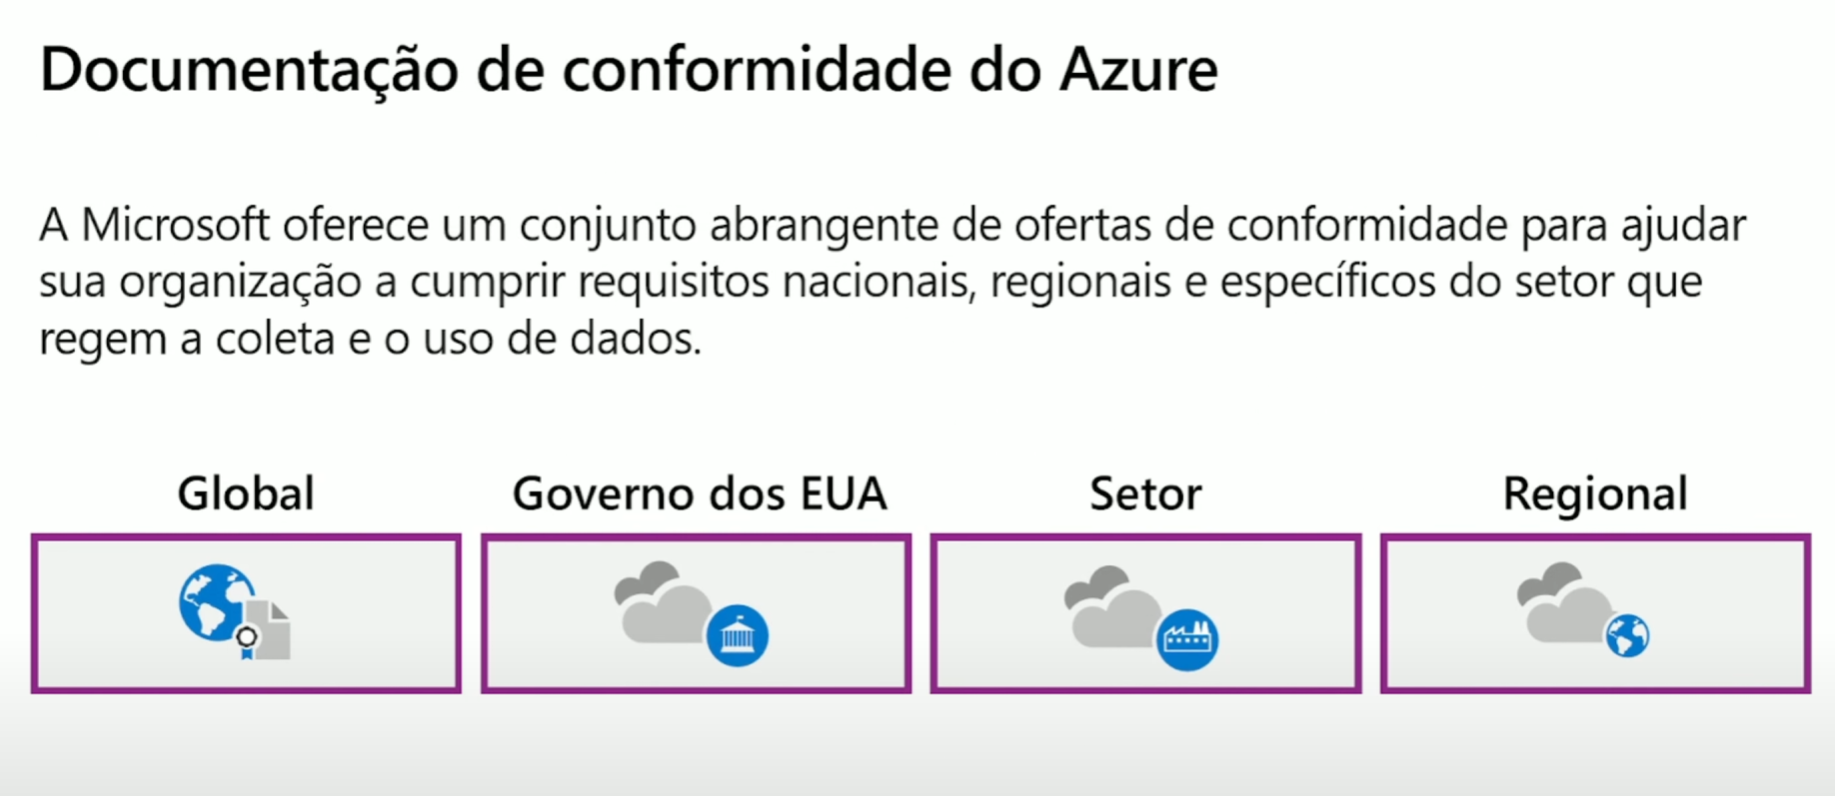 Documentação de conformidade do Azure
A Microsoft oferece um conjunto abrangente de ofertas de conformidade para ajudar
sua organização a cumprir requisitos nacionais, regionais e específicos do setor que
regem a coleta e o uso de dados.
Global
Governo dos EUA
Setor
Regional